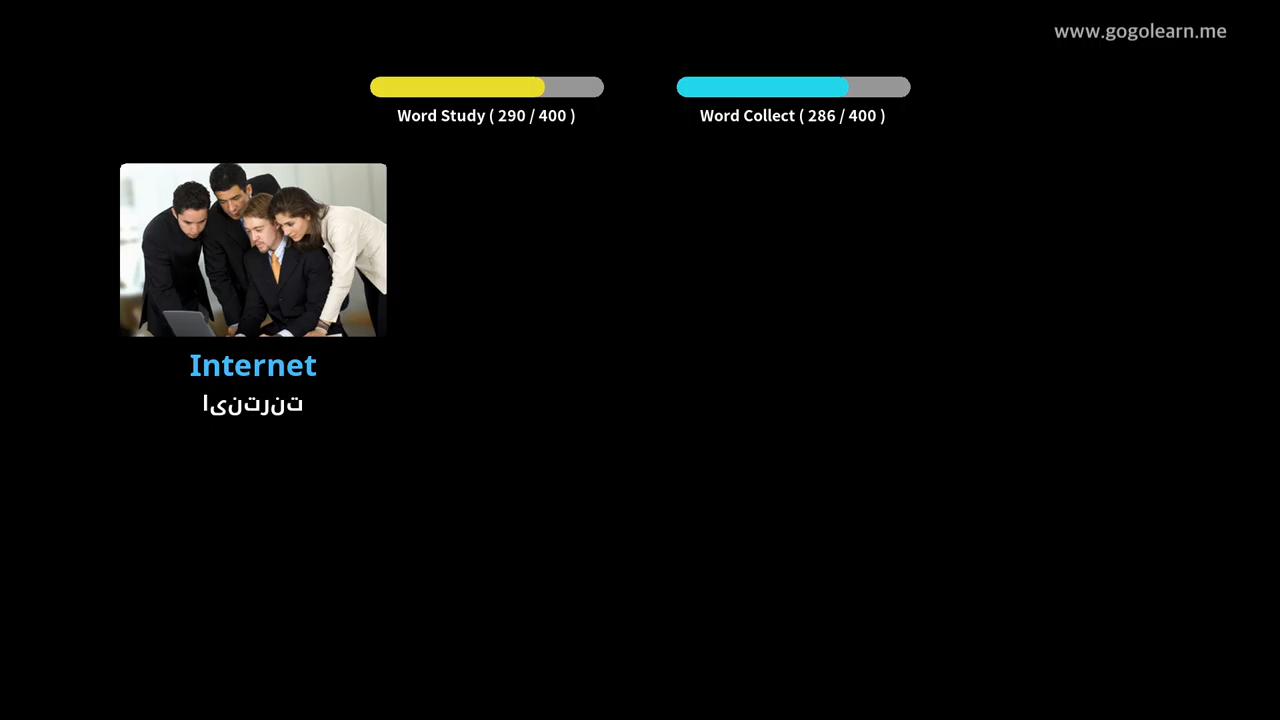 www.gogolearn.me
Word Study ( 290 / 400 )
Word Collect ( 286 / 400 )
Internet
اینترنت